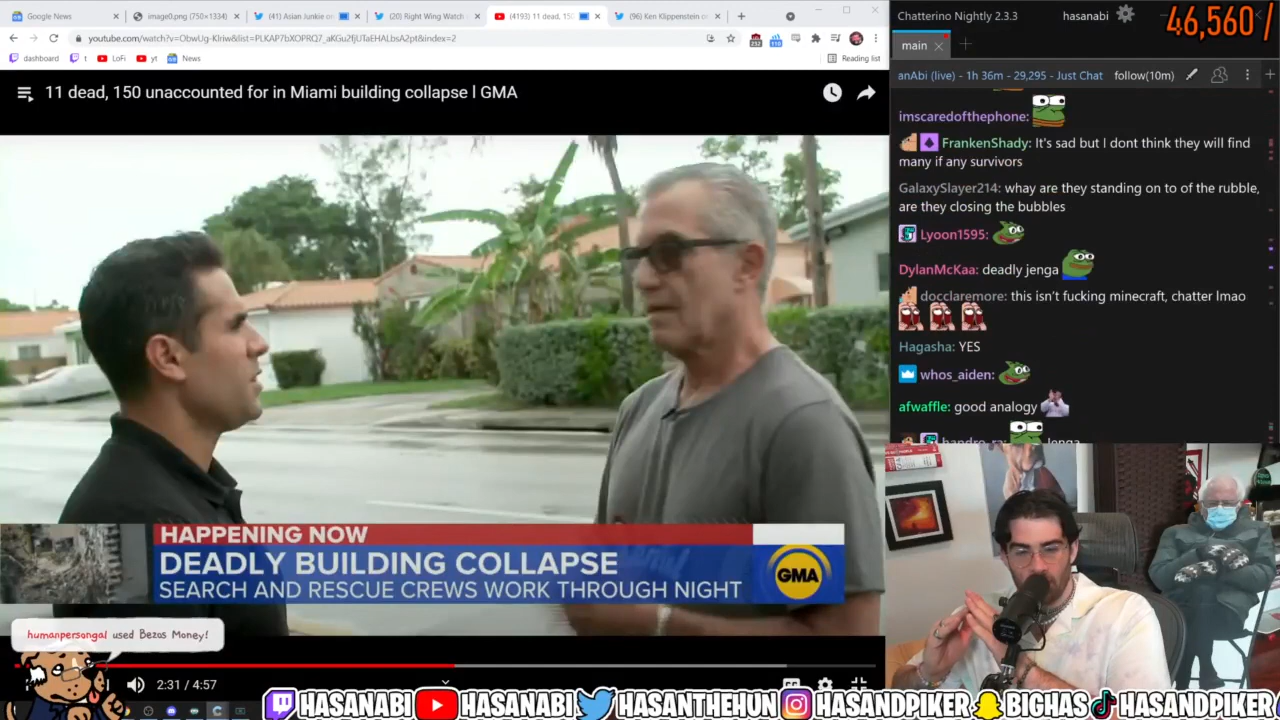 Google News
image0.png (750×1334)
(41) Asian Junkie on
(20) Right Wing Watch
(4193) 11 dead, 150
(96) Ken Klippenstein on
youtube.com/watch?v=ObwUg-Klriw&list=PLKAP7bXOPRQ7_aKGu2fjUTaEHALbsA2pt&index=2
dashboard
t
LoFi
yt
News
Reading list
11 dead, 150 unaccounted for in Miami building collapse l GMA
HAPPENING NOW
DEADLY BUILDING COLLAPSE
SEARCH AND RESCUE CREWS WORK THROUGH NIGHT
GMA
humanpersongal used Bezos Money!
2:31 / 4:57
Chatterino Nightly 2.3.3
hasanabi
46,560 /
main
anAbi (live) - 1h 36m - 29,295 - Just Chat
follow(10m)
imscaredofthephone:
FrankenShady: It's sad but I dont think they will find
many if any survivors
GalaxySlayer214: whay are they standing on to of the rubble,
are they closing the bubbles
Lyoon1595:
DylanMcKaa: deadly jenga
docclaremore: this isn't fucking minecraft, chatter lmao
Hagasha: YES
whos_aiden:
afwaffle: good analogy
Jenga
HASANABI
HASANABI
HASANTHEHUN
HASANDPIKER
BIGHAS
HASANDPIKER